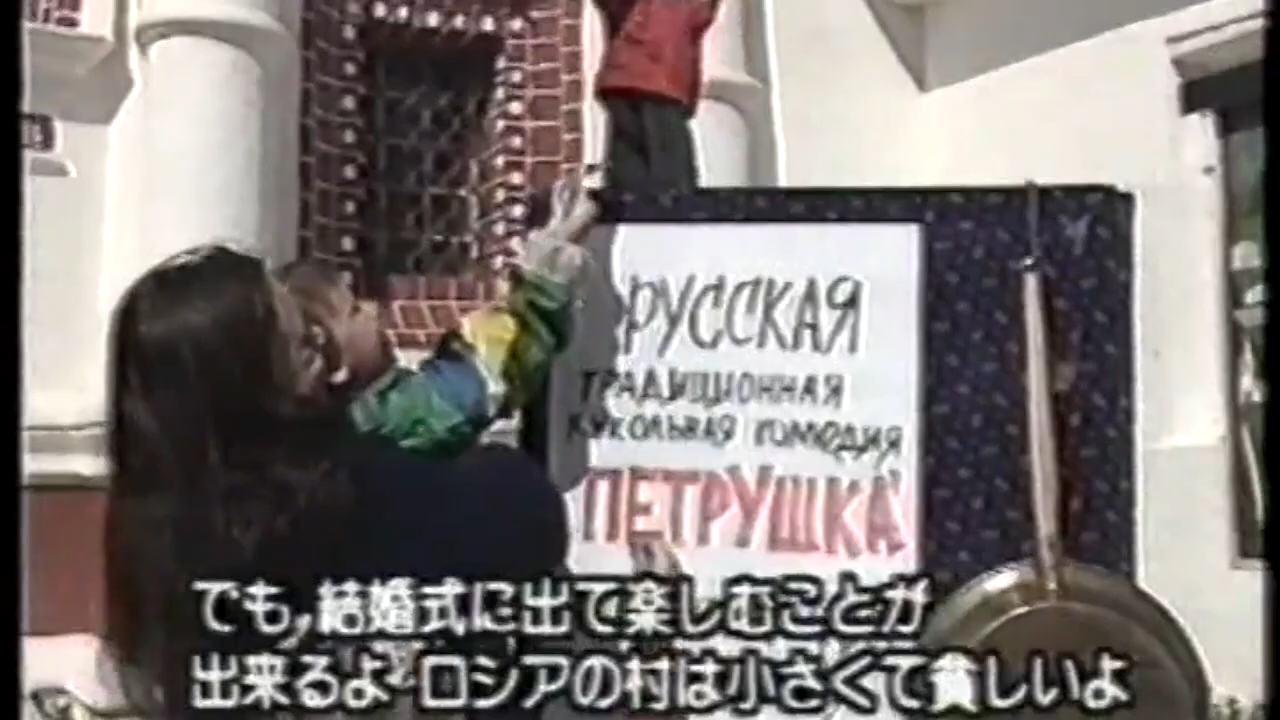 РУССКАЯ
ТРАДИЦИОННАЯ
КУКОЛЬНАЯ КОМЕДИЯ
ПЕТРУШКА
でも､結婚式に出て楽しむことが
出来るよ ロシアの村は小さくて貧しいよ